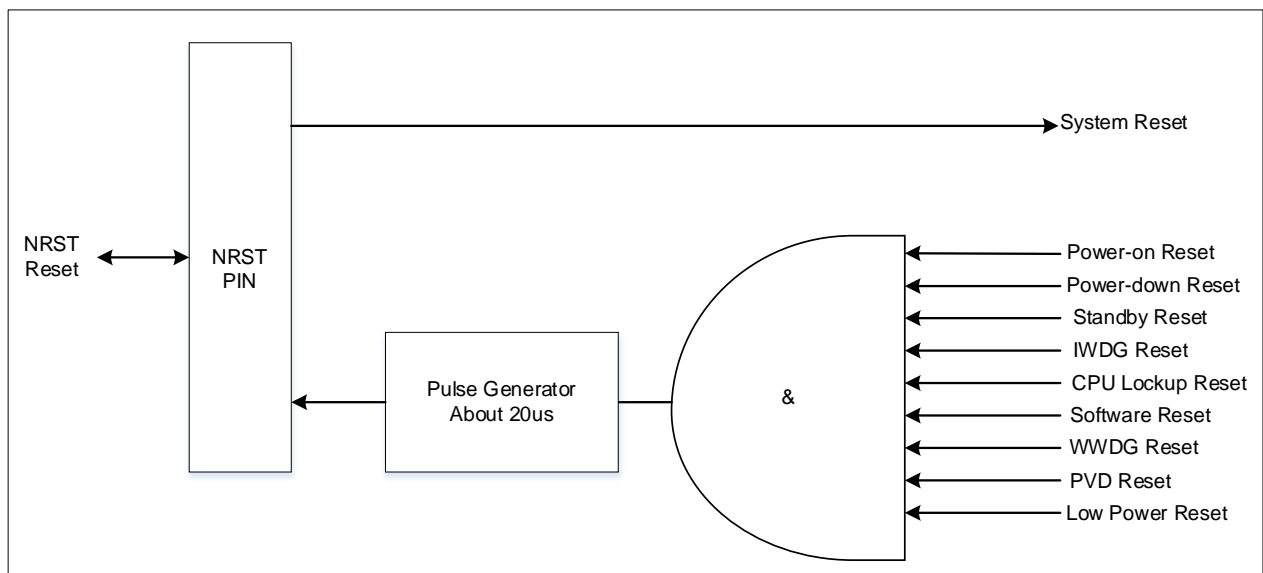 System Reset
NRST
Reset
NRST
PIN
Power-on Reset
Power-down Reset
Standby Reset
IWDG Reset
CPU Lockup Reset
Software Reset
WWDG Reset
PVD Reset
Low Power Reset
Pulse Generator
About 20us
&